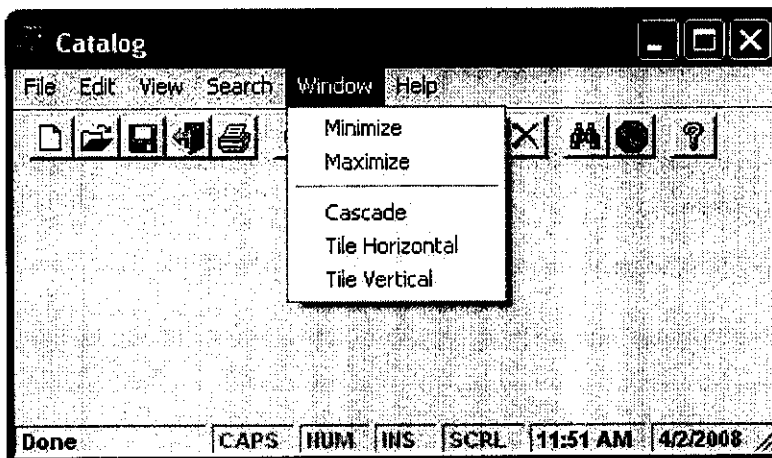 Catalog
File Edit View Search Window Help
Minimize
Maximize
Cascade
Tile Horizontal
Tile Vertical
Done CAPS NUM INS SCRL 11:51 AM 4/2/2008